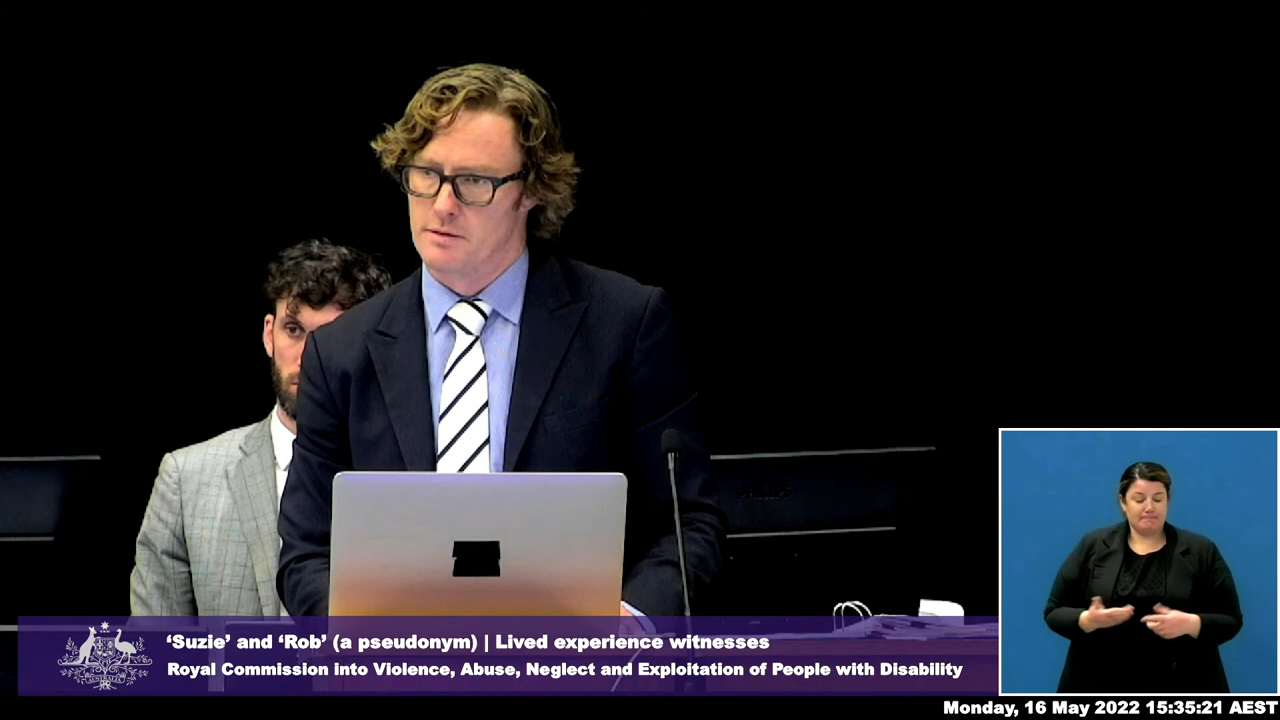 ‘Suzie’ and ‘Rob’ (a pseudonym) | Lived experience witnesses
Royal Commission into Violence, Abuse, Neglect and Exploitation of People with Disability
Monday, 16 May 2022 15:35:21 AEST